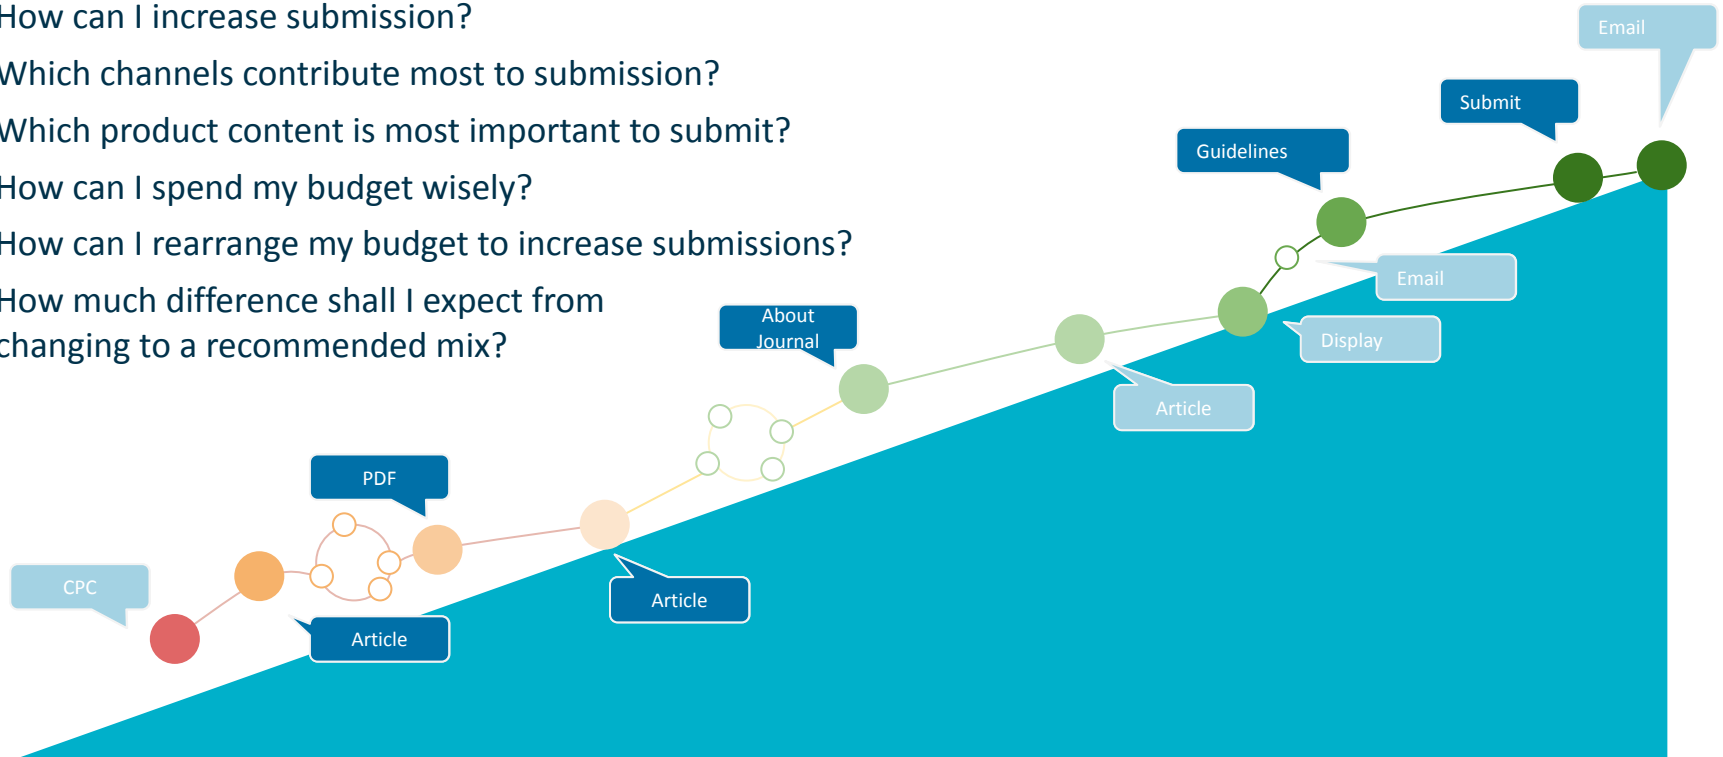 How can I increase submission?
Which channels contribute most to submission?
Which product content is most important to submit?
How can I spend my budget wisely?
How can I rearrange my budget to increase submissions?
How much difference shall I expect from
changing to a recommended mix?
Email
Submit
Guidelines
Email
About
Journal
Display
Article
PDF
CPC
Article
Article